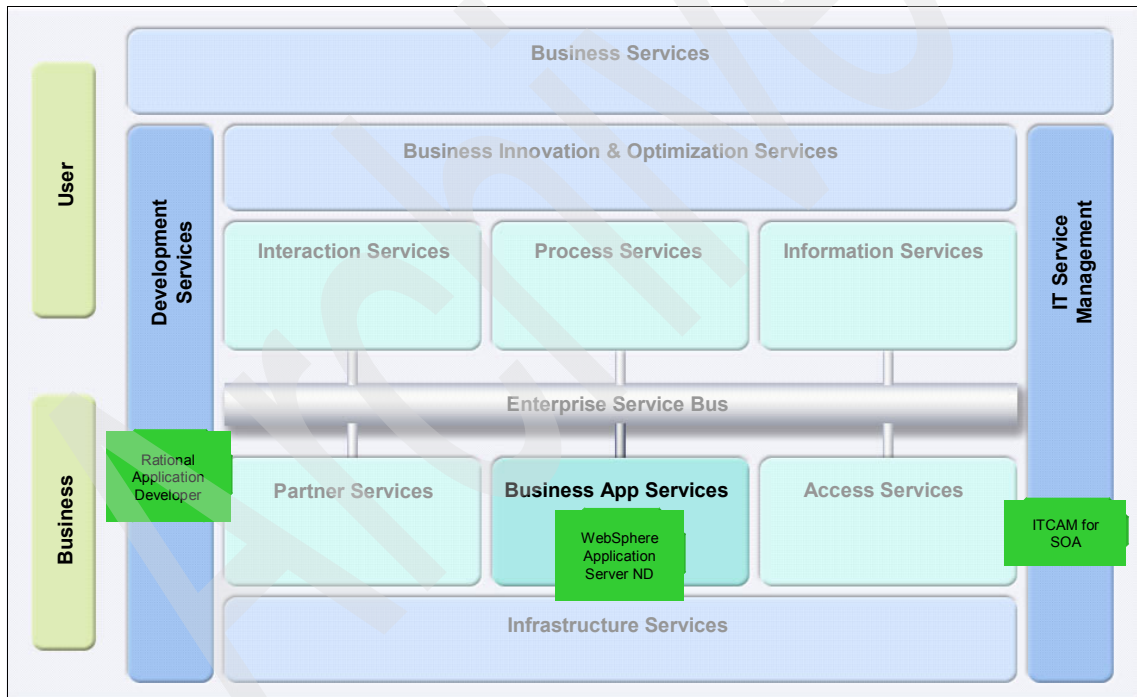 Business Services
User
Development
Services
Business Innovation & Optimization Services
IT Service
Management
Interaction Services
Process Services
Information Services
Enterprise Service Bus
Business
Rational
Application
Developer
Partner Services
Business App Services
WebSphere
Application
Server ND
Access Services
ITCAM for
SOA
Infrastructure Services